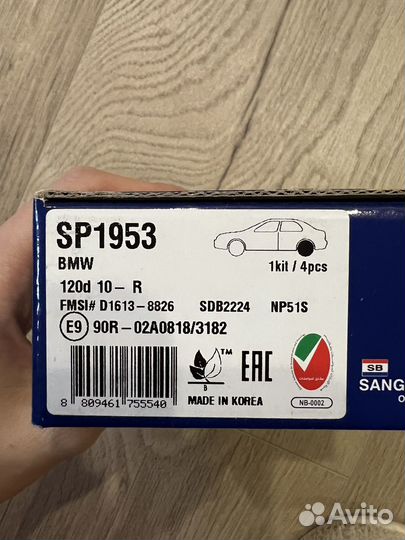 SP1953
BMW
1kit / 4pcs
120d 10- R
FMSI# D1613-8826 SDB2224 NP51S
E9 90R-02A0818/3182
TM
B
EAC
NB-0002
SB
SANG
O
8 809461 755540
MADE IN KOREA
Avito